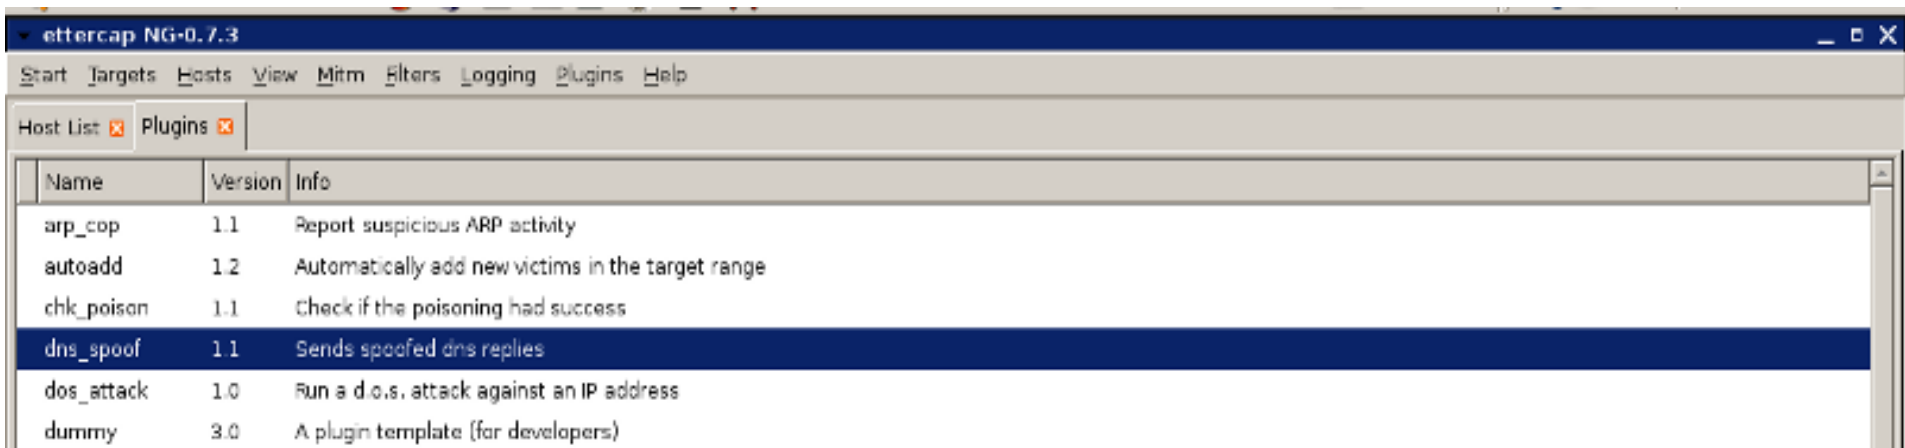 ettercap NG-0.7.3
Start Targets Hosts View Mitm Filters Logging Plugins Help
Host List Plugins
Name Version Info
arp_cop 1.1 Report suspicious ARP activity
autoadd 1.2 Automatically add new victims in the target range
chk_poison 1.1 Check if the poisoning had success
dns_spoof 1.1 Sends spoofed dns replies
dos_attack 1.0 Run a d.o.s. attack against an IP address
dummy 3.0 A plugin template (for developers)